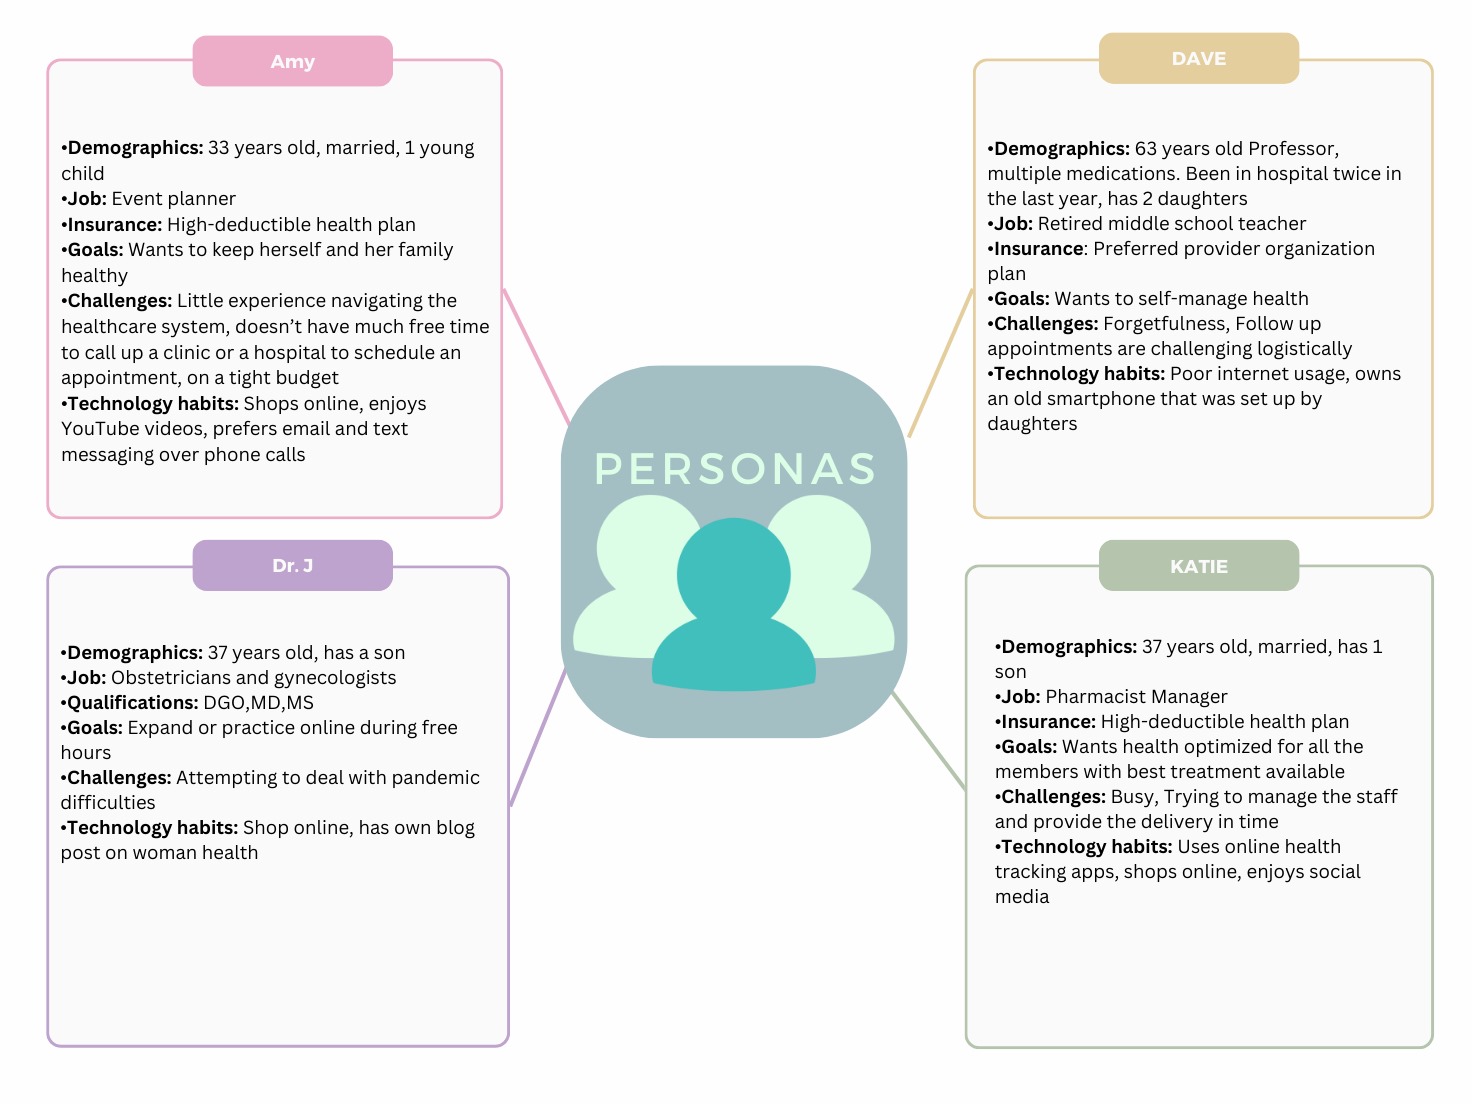 Amy
•Demographics: 33 years old, married, 1 young
child
•Job: Event planner
•Insurance: High-deductible health plan
•Goals: Wants to keep herself and her family
healthy
•Challenges: Little experience navigating the
healthcare system, doesn’t have much free time
to call up a clinic or a hospital to schedule an
appointment, on a tight budget
•Technology habits: Shops online, enjoys
YouTube videos, prefers email and text
messaging over phone calls
DAVE
•Demographics: 63 years old Professor,
multiple medications. Been in hospital twice in
the last year, has 2 daughters
•Job: Retired middle school teacher
•Insurance: Preferred provider organization
plan
•Goals: Wants to self-manage health
•Challenges: Forgetfulness, Follow up
appointments are challenging logistically
•Technology habits: Poor internet usage, owns
an old smartphone that was set up by
daughters
PERSONAS
Dr. J
•Demographics: 37 years old, has a son
•Job: Obstetricians and gynecologists
•Qualifications: DGO,MD,MS
•Goals: Expand or practice online during free
hours
•Challenges: Attempting to deal with pandemic
difficulties
•Technology habits: Shop online, has own blog
post on woman health
KATIE
•Demographics: 37 years old, married, has 1
son
•Job: Pharmacist Manager
•Insurance: High-deductible health plan
•Goals: Wants health optimized for all the
members with best treatment available
•Challenges: Busy, Trying to manage the staff
and provide the delivery in time
•Technology habits: Uses online health
tracking apps, shops online, enjoys social
media